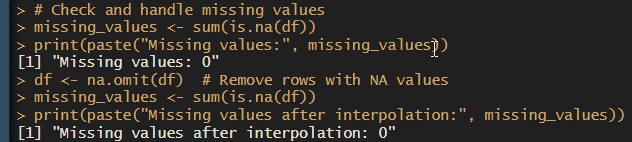 > # Check and handle missing values
> missing_values <- sum(is.na(df))
> print(paste("Missing values:", missing_values))
[1] "Missing values: 0"
> df <- na.omit(df)  # Remove rows with NA values
> missing_values <- sum(is.na(df))
> print(paste("Missing values after interpolation:", missing_values))
[1] "Missing values after interpolation: 0"